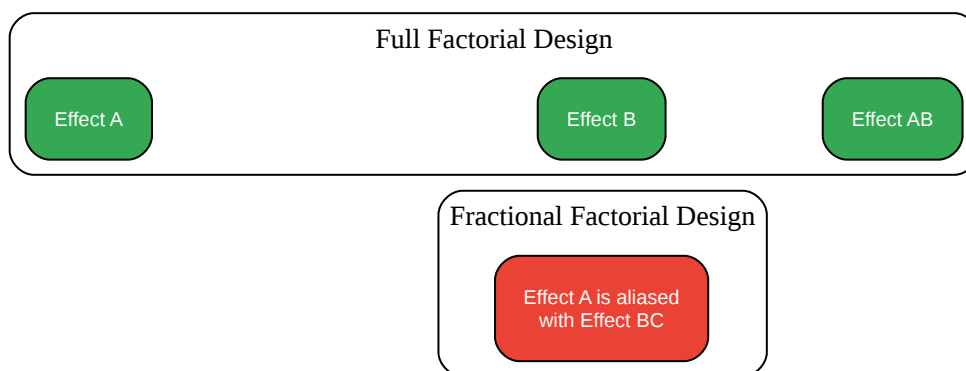 Full Factorial Design
Effect A
Effect B
Effect AB
Fractional Factorial Design
Effect A is aliased
with Effect BC